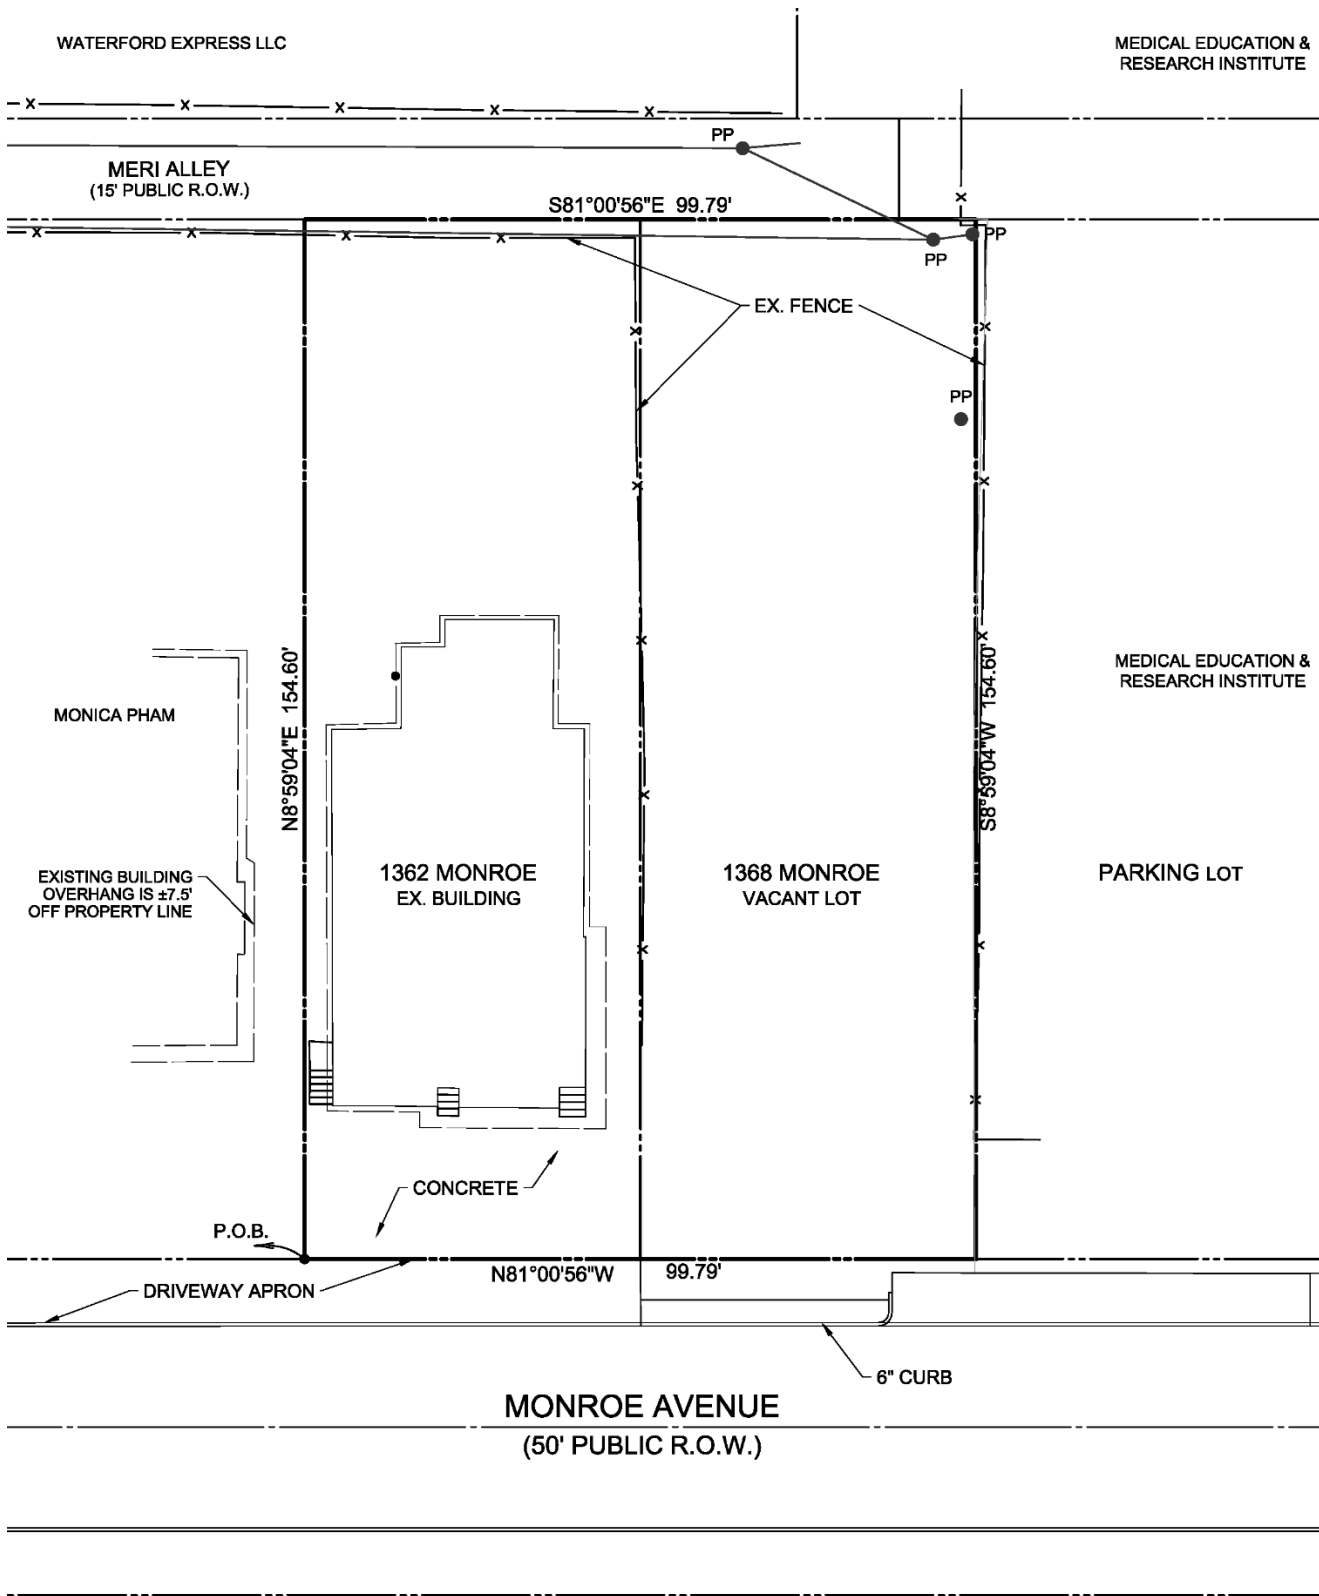 WATERFORD EXPRESS LLC
MEDICAL EDUCATION &
RESEARCH INSTITUTE
PP
MERI ALLEY
(15' PUBLIC R.O.W.)
S81°00'56"E 99.79'
PP
PP
EX. FENCE
PP
N8°59'04"E 154.60'
S8°59'04"W 154.60'
MONICA PHAM
MEDICAL EDUCATION &
RESEARCH INSTITUTE
EXISTING BUILDING
OVERHANG IS ±7.5'
OFF PROPERTY LINE
1362 MONROE
EX. BUILDING
1368 MONROE
VACANT LOT
PARKING LOT
CONCRETE
P.O.B.
N81°00'56"W 99.79'
DRIVEWAY APRON
6" CURB
MONROE AVENUE
(50' PUBLIC R.O.W.)